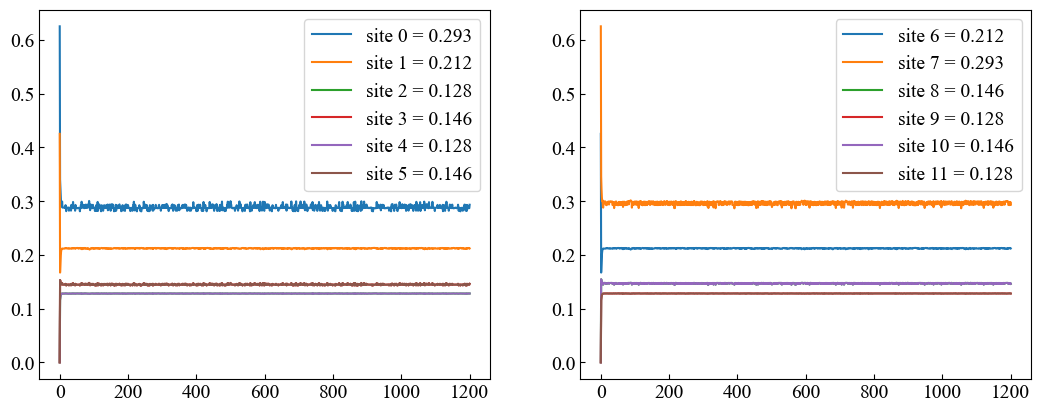 0.6
0.5
0.4
0.3
0.2
0.1
0.0
0 200 400 600 800 1000 1200
site 0 = 0.293
site 1 = 0.212
site 2 = 0.128
site 3 = 0.146
site 4 = 0.128
site 5 = 0.146
0.6
0.5
0.4
0.3
0.2
0.1
0.0
0 200 400 600 800 1000 1200
site 6 = 0.212
site 7 = 0.293
site 8 = 0.146
site 9 = 0.128
site 10 = 0.146
site 11 = 0.128